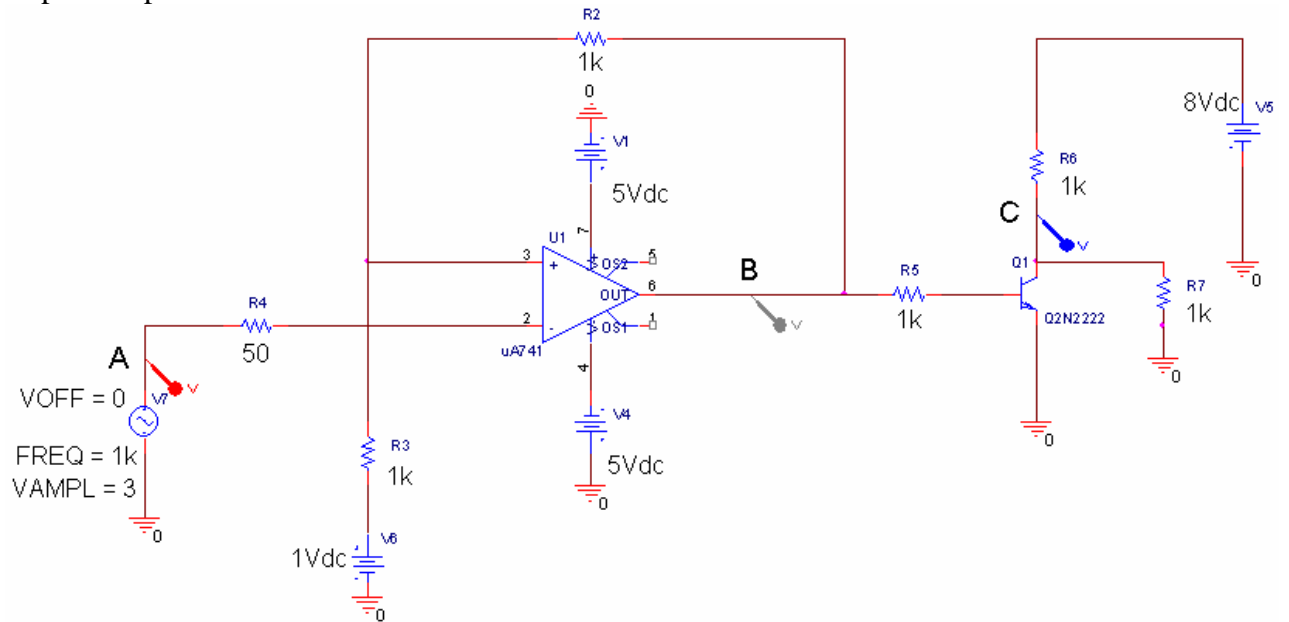 R2
1k
0
V1
5Vdc
8Vdc
V5
R6
1k
C
V
0
U1
7
3
+
OS2
5
B
OUT
6
R5
1k
V
Q1
Q2N2222
R7
1k
0
0
R4
50
2
-
OS1
1
uA741
4
A
V
VOFF = 0
V7
FREQ = 1k
VAMPL = 3
0
R3
1k
V4
5Vdc
0
V6
1Vdc
0